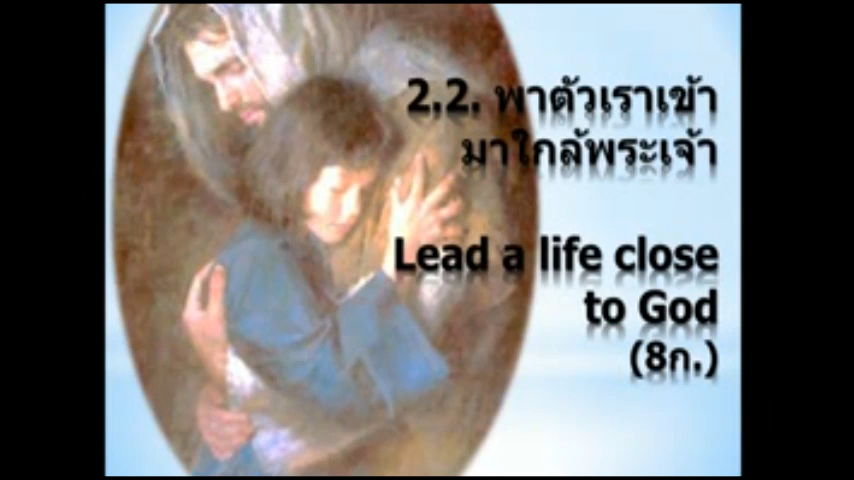 2.2. พาตัวเราเข้า
มาใกล้พระเจ้า
Lead a life close
to God
(8ก.)